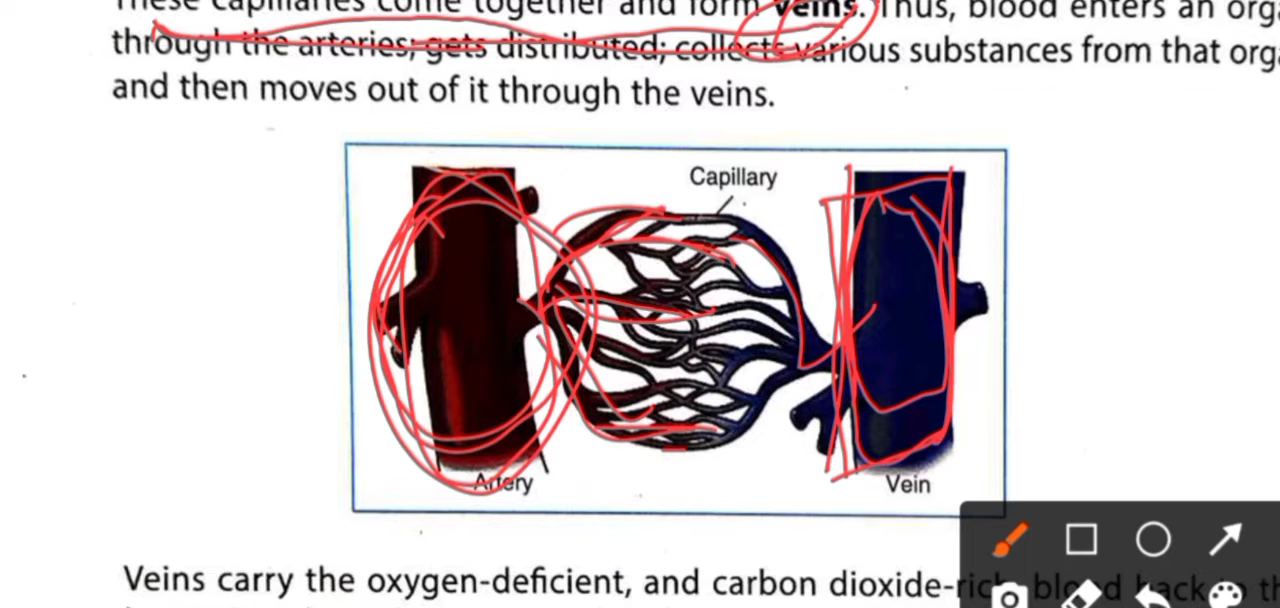 These capillaries come together and form veins. Thus, blood enters an
through the arteries; gets distributed; collects various substances from that
and then moves out of it through the veins.
Capillary
Artery
Vein
Veins carry the oxygen-deficient, and carbon dioxide-rich blood back